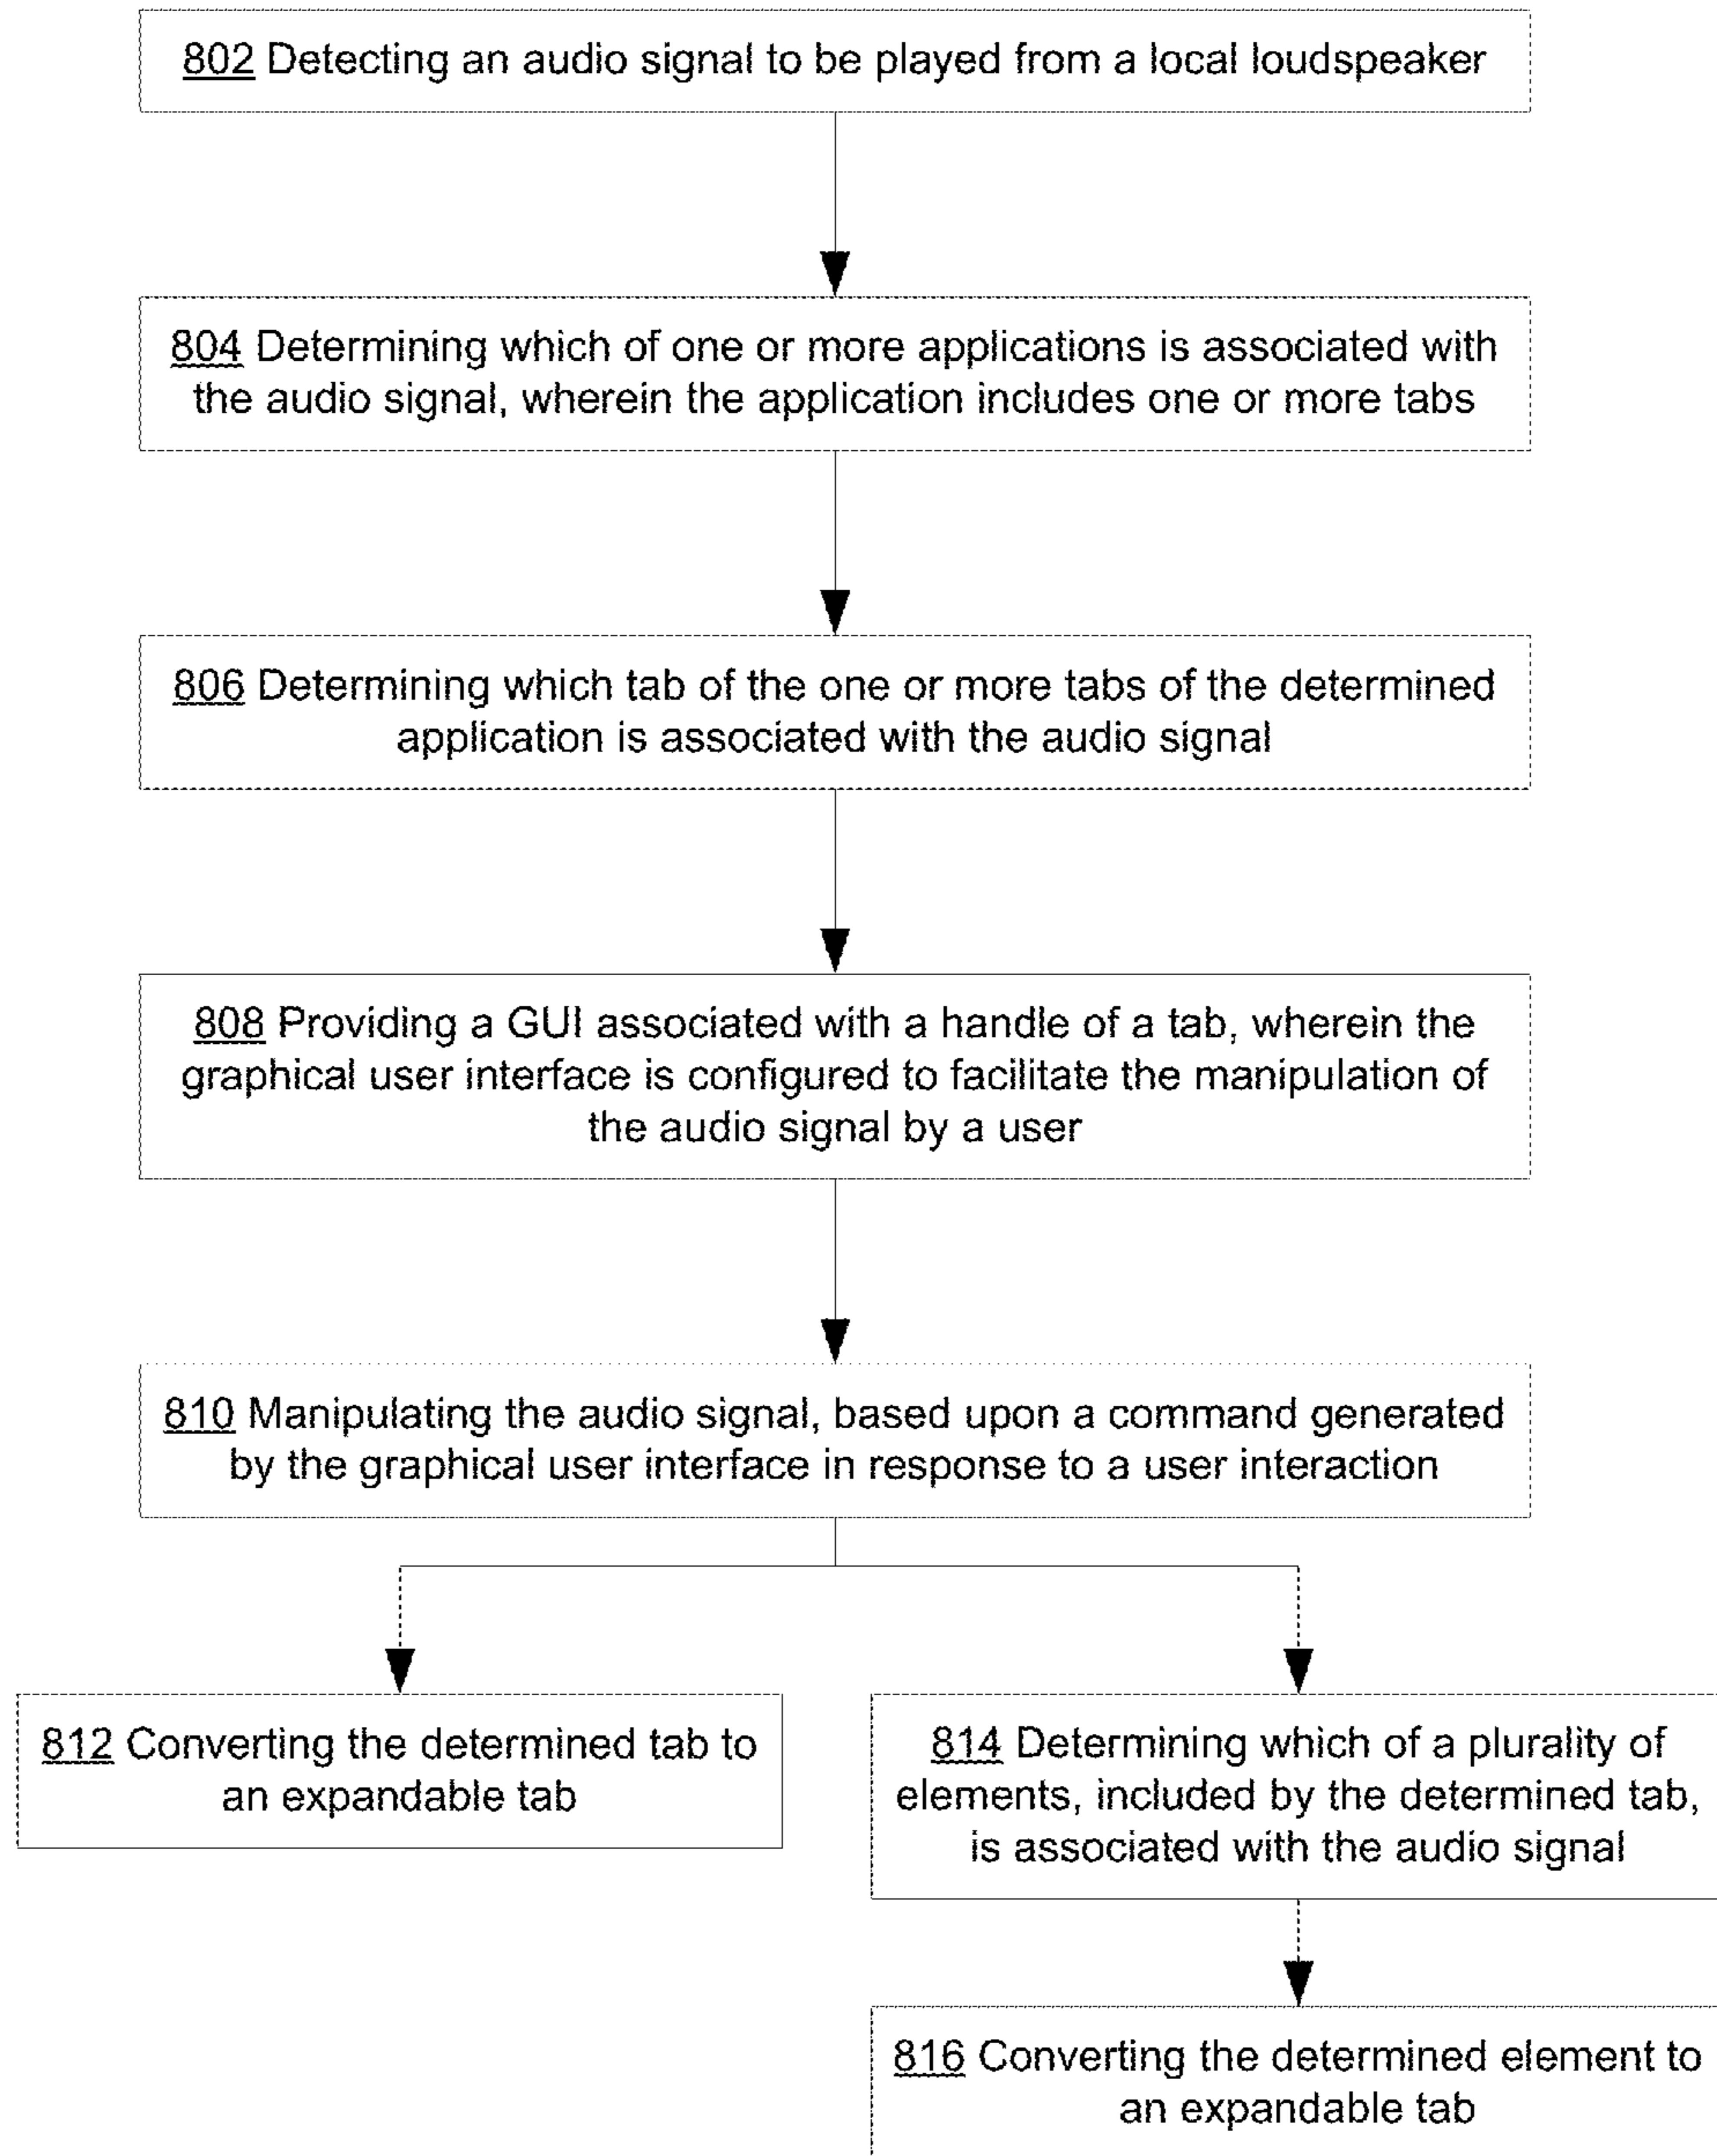 802 Detecting an audio signal to be played from a local loudspeaker
804 Determining which of one or more applications is associated with
the audio signal, wherein the application includes one or more tabs
806 Determining which tab of the one or more tabs of the determined
application is associated with the audio signal
808 Providing a GUI associated with a handle of a tab, wherein the
graphical user interface is configured to facilitate the manipulation of
the audio signal by a user
810 Manipulating the audio signal, based upon a command generated
by the graphical user interface in response to a user interaction
812 Converting the determined tab to
an expandable tab
814 Determining which of a plurality of
elements, included by the determined tab,
is associated with the audio signal
816 Converting the determined element to
an expandable tab